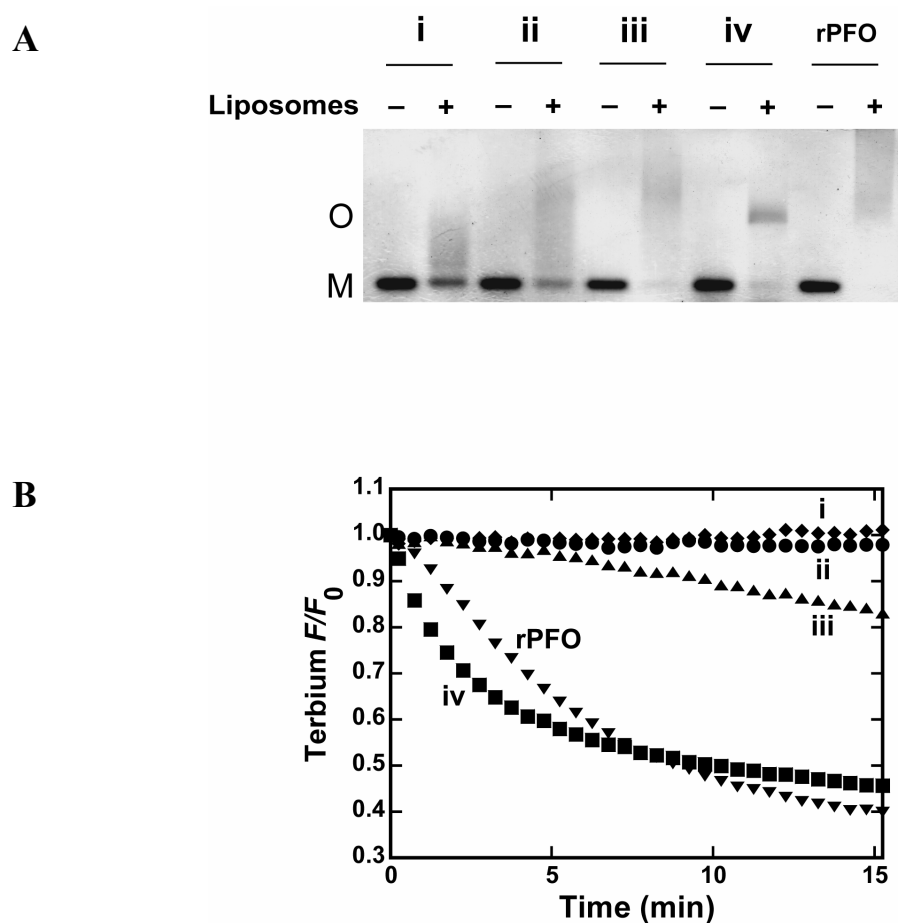 A
i ii iii iv rPFO
Liposomes – + – + – + – + – +
O
M
B
1.1
1.0
0.9
0.8
0.7
0.6
0.5
0.4
0.3
Terbium F/F0
i
ii
iii
rPFO
iv
0 5 10 15
Time (min)